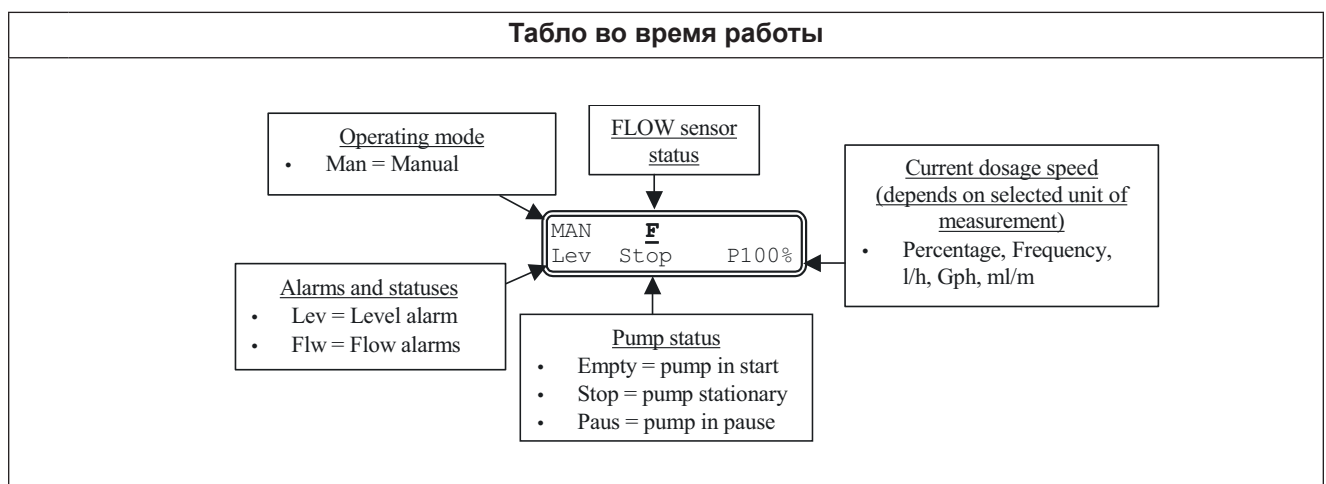 Табло во время работы
Operating mode
• Man = Manual
FLOW sensor
status
Current dosage speed
(depends on selected unit of
measurement)
• Percentage, Frequency,
l/h, Gph, ml/m
MAN F
Lev Stop P100%
Alarms and statuses
• Lev = Level alarm
• Flw = Flow alarms
Pump status
• Empty = pump in start
• Stop = pump stationary
• Paus = pump in pause